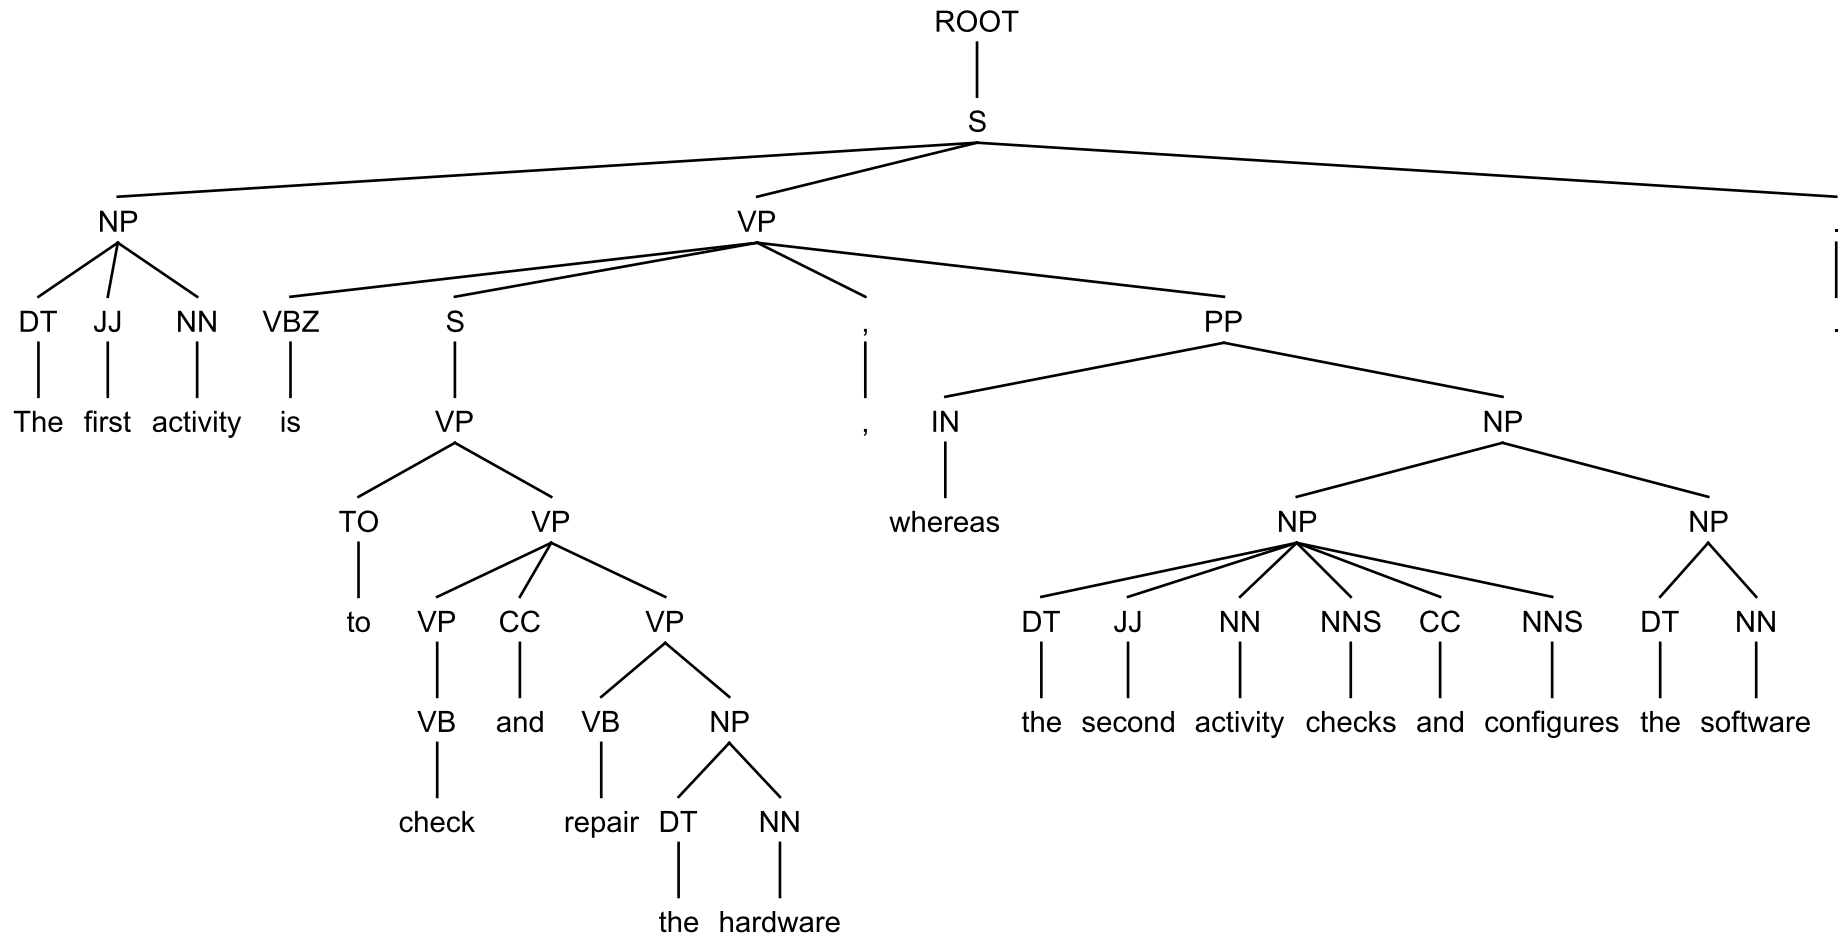 ROOT
S
NP VP .
DT JJ NN VBZ S , PP .
The first activity is VP , IN NP
TO VP whereas NP NP
to VP CC VP DT JJ NN NNS CC NNS DT NN
VB and VB NP the second activity checks and configures the software
check repair DT NN
the hardware